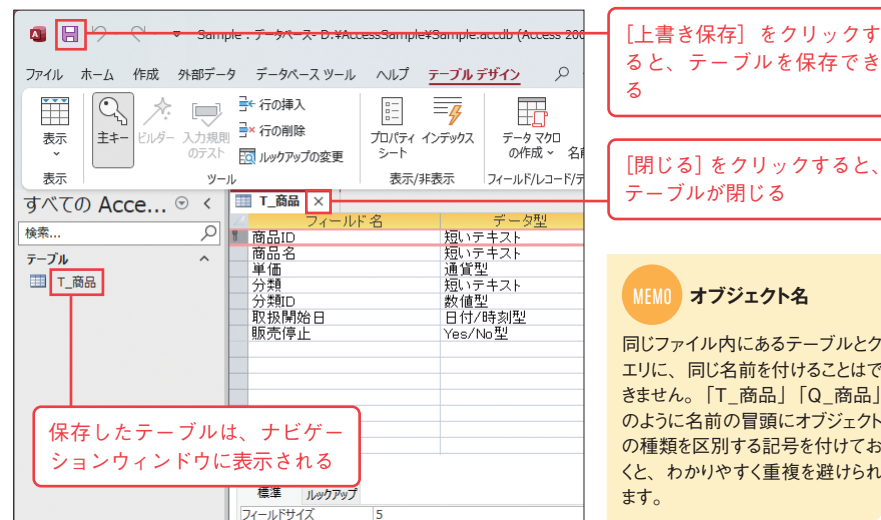 Sample : データベース- D:¥AccessSample¥Sample.accdb (Access 200
ファイル ホーム 作成 外部データ データベース ツール ヘルプ テーブル デザイン
表示
主キー
ビルダー
入力規則
のテスト
行の挿入
行の削除
ルックアップの変更
プロパティ
シート
インデックス
データ マクロ
の作成
名前
表示
ツール
表示/非表示
フィールド/レコード/テ
すべての Acce...
検索...
テーブル
T_商品
T_商品
フィールド名 データ型
商品ID 短いテキスト
商品名 短いテキスト
単価 通貨型
分類 短いテキスト
分類ID 数値型
取扱開始日 日付/時刻型
販売停止 Yes/No型
標準 ルックアップ
フィールドサイズ 5
保存したテーブルは、ナビゲー
ションウィンドウに表示される
[上書き保存] をクリックす
ると、テーブルを保存でき
る
[閉じる] をクリックすると、
テーブルが閉じる
MEMO オブジェクト名
同じファイル内にあるテーブルとク
エリに、同じ名前を付けることはで
きません。「T_商品」「Q_商品」
のように名前の冒頭にオブジェクト
の種類を区別する記号を付けてお
くと、わかりやすく重複を避けられ
ます。